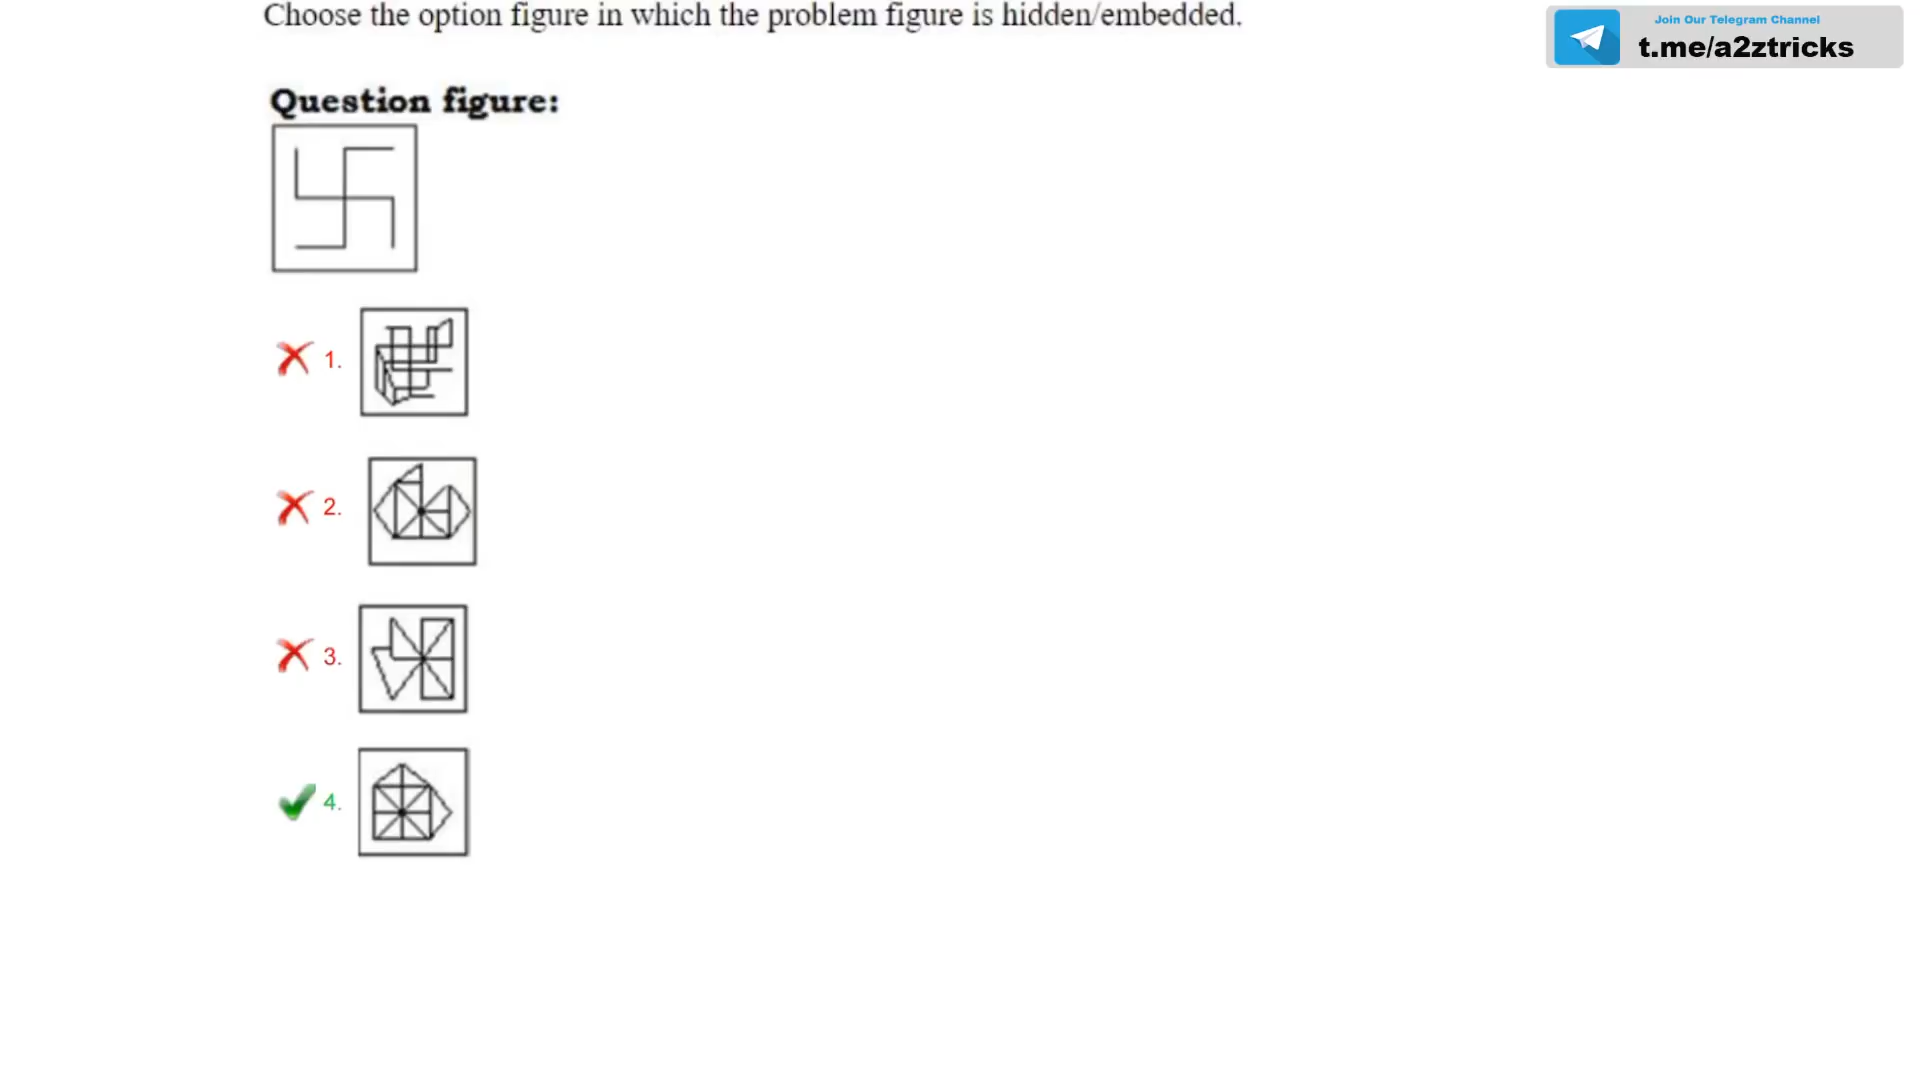 Choose the option figure in which the problem figure is hidden/embedded.
Join Our Telegram Channel
t.me/a2ztricks
Question figure:
1.
2.
3.
4.